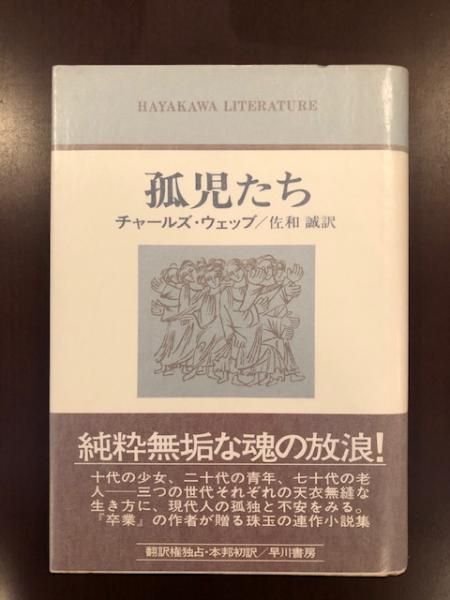 HAYAKAWA LITERATURE
孤児たち
チャールズ・ウェッブ/佐和 誠訳
純粋無垢な魂の放浪!
十代の少女、二十代の青年、七十代の老
人――三つの世代それぞれの天衣無縫な
生き方に、現代人の孤独と不安をみる。
『卒業』の作者が贈る珠玉の連作小説集
翻訳権独占・本邦初訳/早川書房